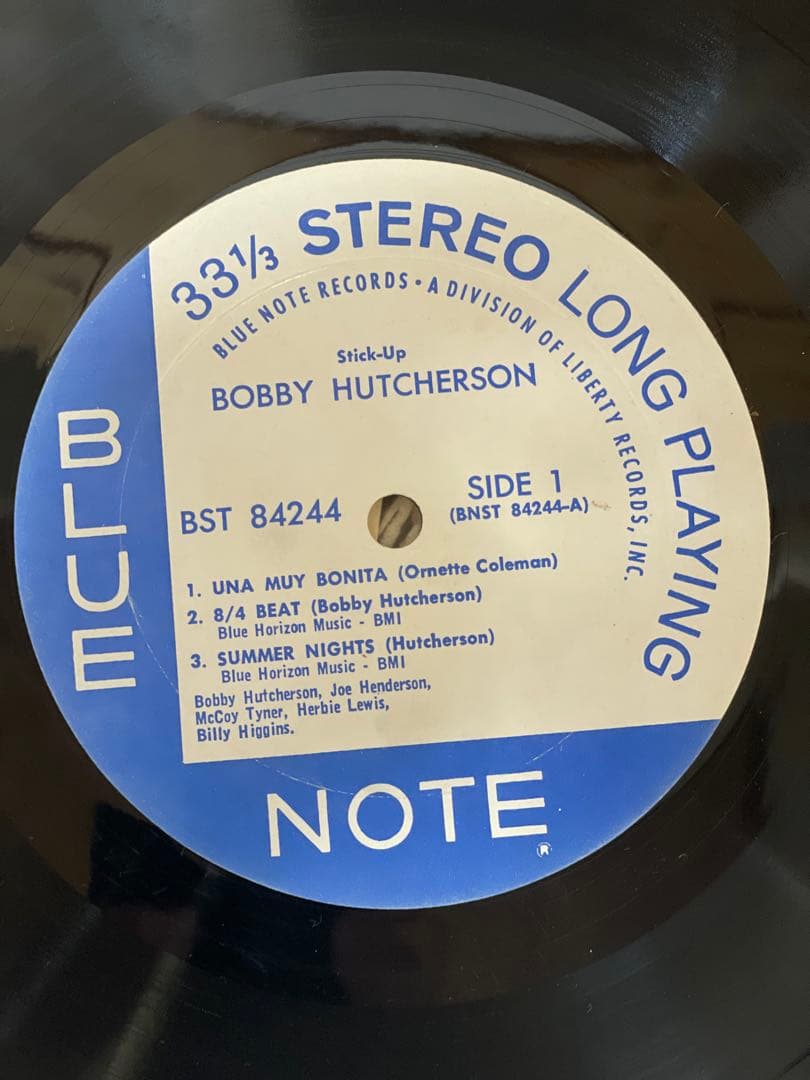 33⅓ STEREO LONG PLAYING
BLUE NOTE RECORDS • A DIVISION OF LIBERTY RECORDS, INC.
Stick-Up
BOBBY HUTCHERSON
BST 84244
SIDE 1
(BNST 84244-A)
1. UNA MUY BONITA (Ornette Coleman)
2. 8/4 BEAT (Bobby Hutcherson)
Blue Horizon Music - BMI
3. SUMMER NIGHTS (Hutcherson)
Blue Horizon Music - BMI
Bobby Hutcherson, Joe Henderson,
McCoy Tyner, Herbie Lewis,
Billy Higgins.
BLUE
NOTE
®